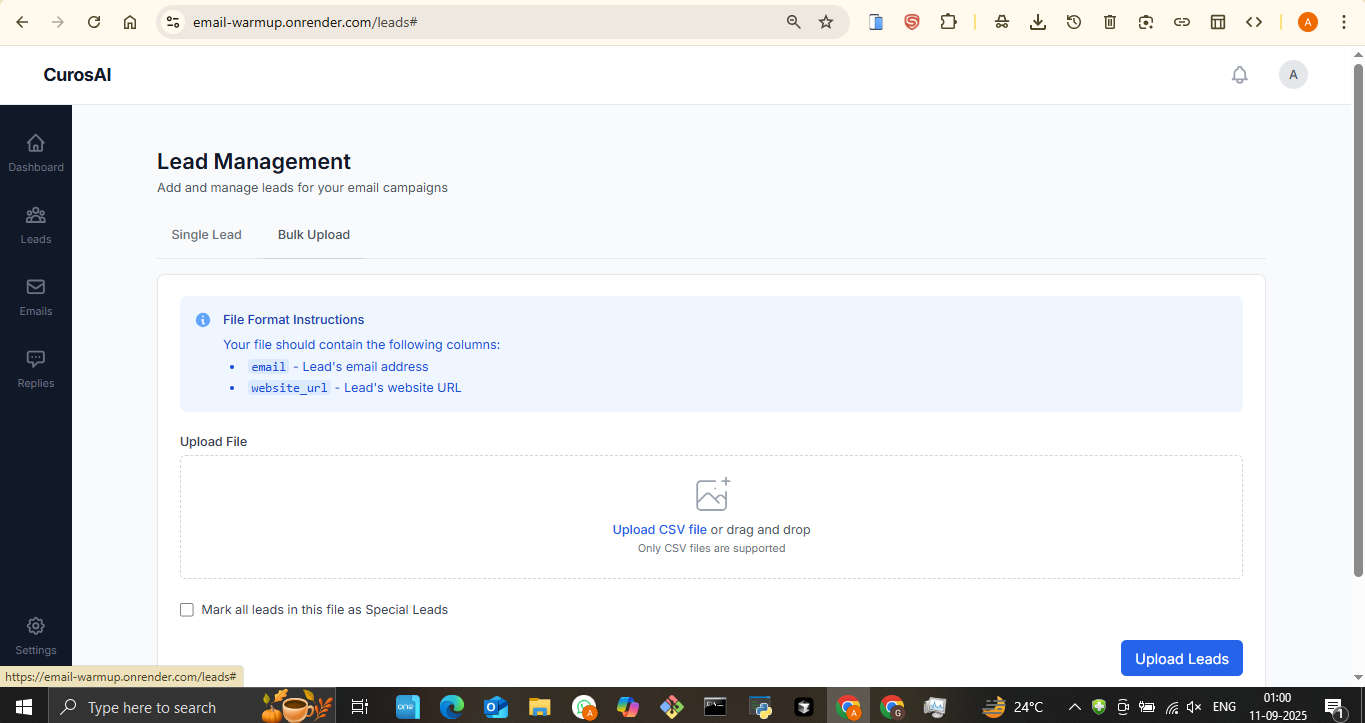 email-warmup.onrender.com/leads#
A
CurosAI
A
Dashboard
Leads
Emails
Replies
Settings
Lead Management
Add and manage leads for your email campaigns
Single Lead
Bulk Upload
File Format Instructions
Your file should contain the following columns:
• email - Lead's email address
• website_url - Lead's website URL
Upload File
Upload CSV file or drag and drop
Only CSV files are supported
Mark all leads in this file as Special Leads
Upload Leads
https://email-warmup.onrender.com/leads#
Type here to search
one
A
A
G
24°C
ENG
01:00
11-09-2025
1